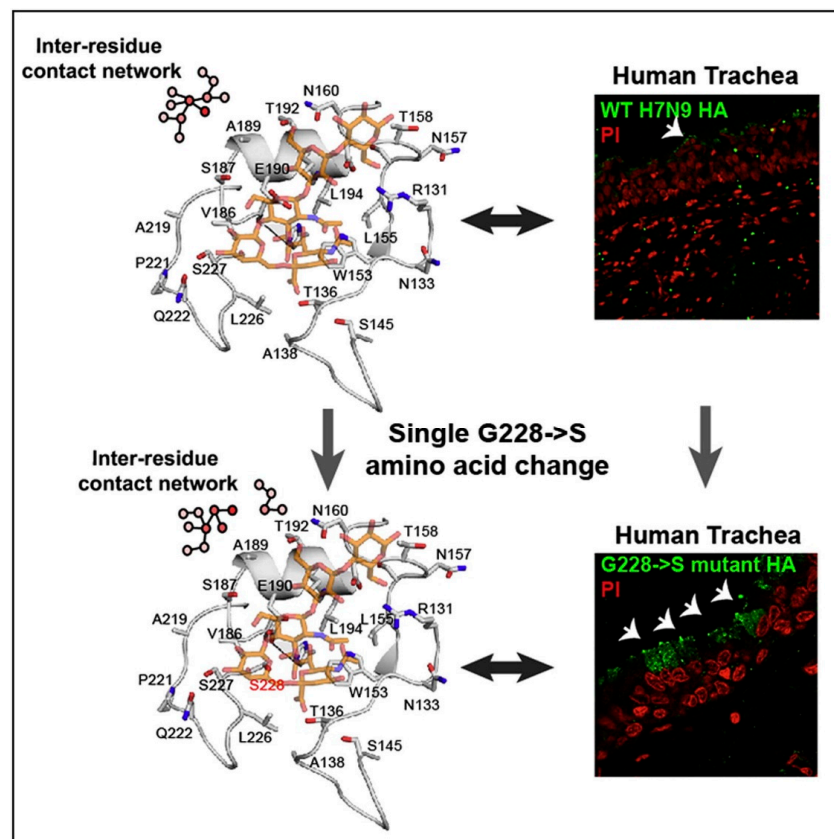 Inter-residue
contact network
N160
T192
T158
A189
N157
S187
E190
L194
R131
V186
A219
L155
P221
S227
W153
N133
Q222
T136
L226
S145
A138
Human Trachea
WT H7N9 HA
PI
Single G228->S
amino acid change
Inter-residue
contact network
N160
T192
T158
A189
N157
S187
E190
L155
R131
A219
V186
L194
P221
S227
S228
W153
N133
Q222
L226
T136
S145
A138
Human Trachea
G228->S mutant HA
PI